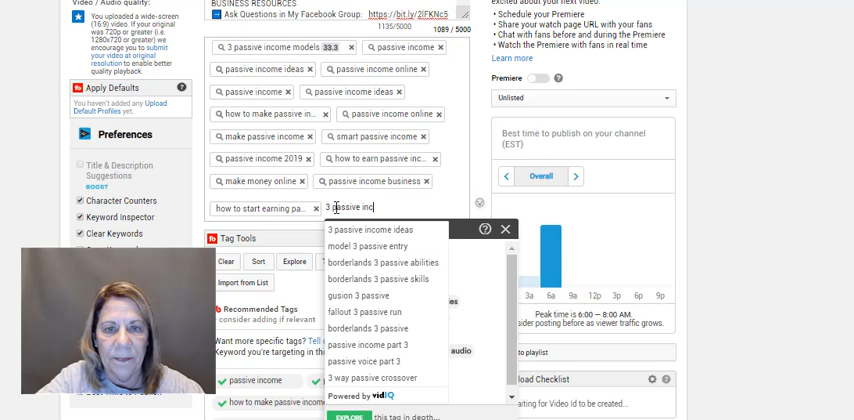 Video / Audio quality:
You uploaded a wide-screen
(16:9) video. If your
original was 720p or
greater (i.e.
1280x720 or greater) we
encourage you to submit
your video at original
resolution to enable
better quality playback.
Apply Defaults
You haven't added any Upload
Default Profiles yet.
Preferences
Title & Description
Suggestions
BOOST
Character Counters
Keyword Inspector
Clear Keywords
BUSINESS RESOURCES
Ask Questions in My Facebook Group: https://bit.ly/2IFKNc5
1135/5000 1089 / 5000
3 passive income models 33.3 × passive income ×
passive income ideas × passive income online ×
passive income × passive income ideas ×
how to make passive in... × passive income online ×
make passive income × smart passive income ×
passive income 2019 × how to earn passive inc... ×
make money online × passive income business ×
how to start earning pa... × 3 passive inc
3 passive income ideas
model 3 passive entry
borderlands 3 passive abilities
borderlands 3 passive skills
gusion 3 passive
fallout 3 passive run
borderlands 3 passive
passive income part 3
passive voice part 3
3 way passive crossover
Powered by vidIQ
EXPLORE this tag in depth...
Tag Tools
Clear Sort Explore
Import from List
Recommended Tags
consider adding if relevant
Want more specific tags? Tell
Keyword you're targeting in this
passive income
how to make passive income
audio
excited about your next video.
• Schedule your Premiere
• Share your watch page URL with your fans
• Chat with fans before and during the Premiere
• Watch the Premiere with fans in real time
Learn more
Premiere
Unlisted
Best time to publish on your channel
(EST)
Overall
3a 6a 9a 12p 3p 6p 9p
Peak time is 6:00 – 8:00 AM.
consider posting before as viewer traffic grows.
to playlist
load Checklist
aiting for Video Id to be created...